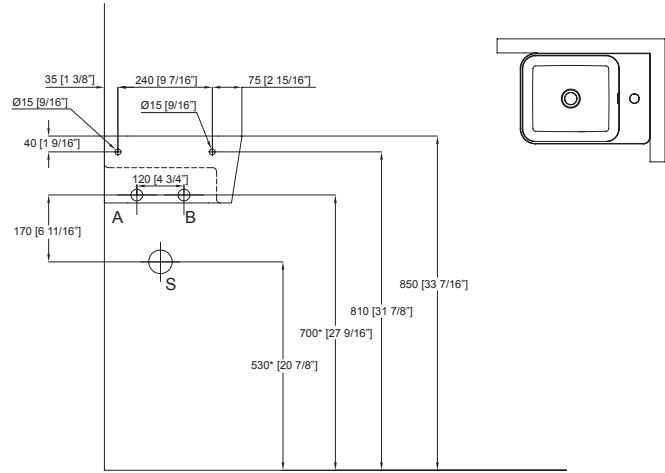 35 [1 3/8”]
240 [9 7/16”]
75 [2 15/16”]
Ø15 [9/16”]
Ø15 [9/16”]
40 [1 9/16”]
120 [4 3/4”]
A
B
170 [6 11/16”]
S
850 [33 7/16”]
810 [31 7/8”]
700* [27 9/16”]
530* [20 7/8”]